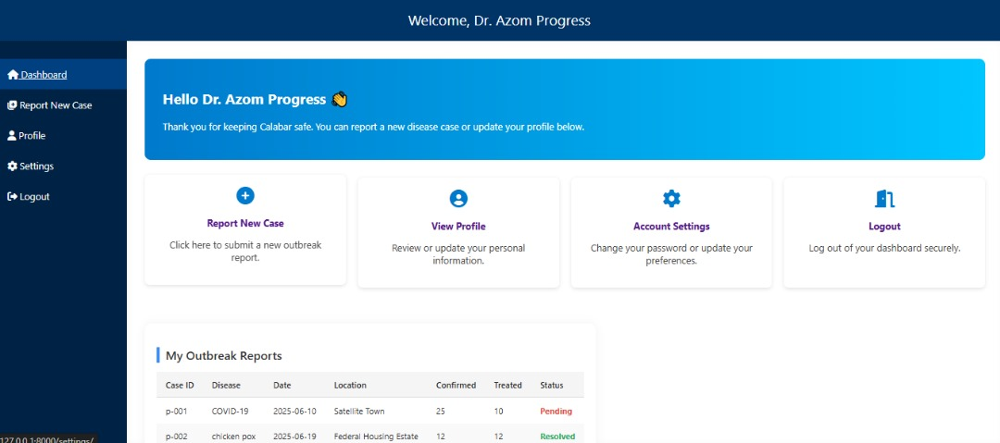 Welcome, Dr. Azom Progress
Dashboard
Report New Case
Profile
Settings
Logout
Hello Dr. Azom Progress 👋
Thank you for keeping Calabar safe. You can report a new disease case or update your profile below.
Report New Case
Click here to submit a new outbreak
report.
View Profile
Review or update your personal
information.
Account Settings
Change your password or update your
preferences.
Logout
Log out of your dashboard securely.
My Outbreak Reports
Case ID Disease Date Location Confirmed Treated Status
p-001 COVID-19 2025-06-10 Satellite Town 25 10 Pending
p-002 chicken pox 2025-06-19 Federal Housing Estate 12 12 Resolved
127.0.0.1:8000/settings/